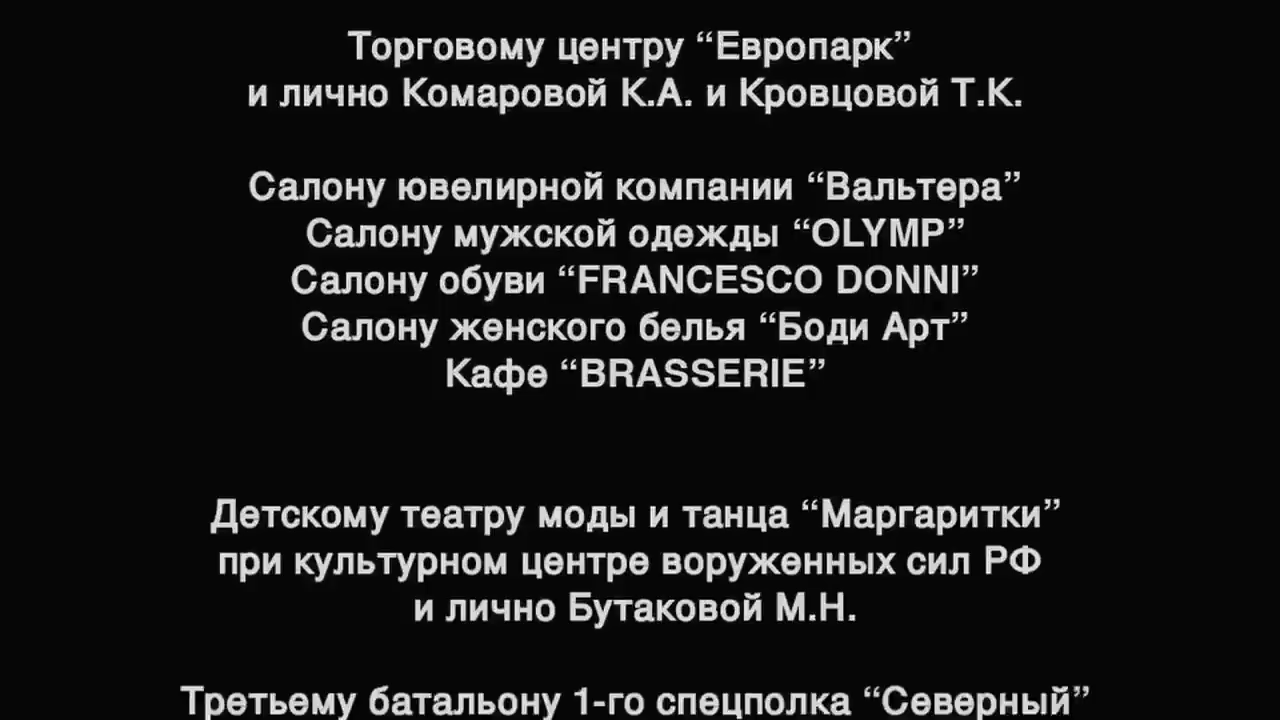 Торговому центру “Европарк”
и лично Комаровой К.А. и Кровцовой Т.К.
Салону ювелирной компании “Вальтера”
Салону мужской одежды “OLYMP”
Салону обуви “FRANCESCO DONNI”
Салону женского белья “Боди Арт”
Кафе “BRASSERIE”
Детскому театру моды и танца “Маргаритки”
при культурном центре воруженных сил РФ
и лично Бутаковой М.Н.
Третьему батальону 1-го спецполка “Северный”